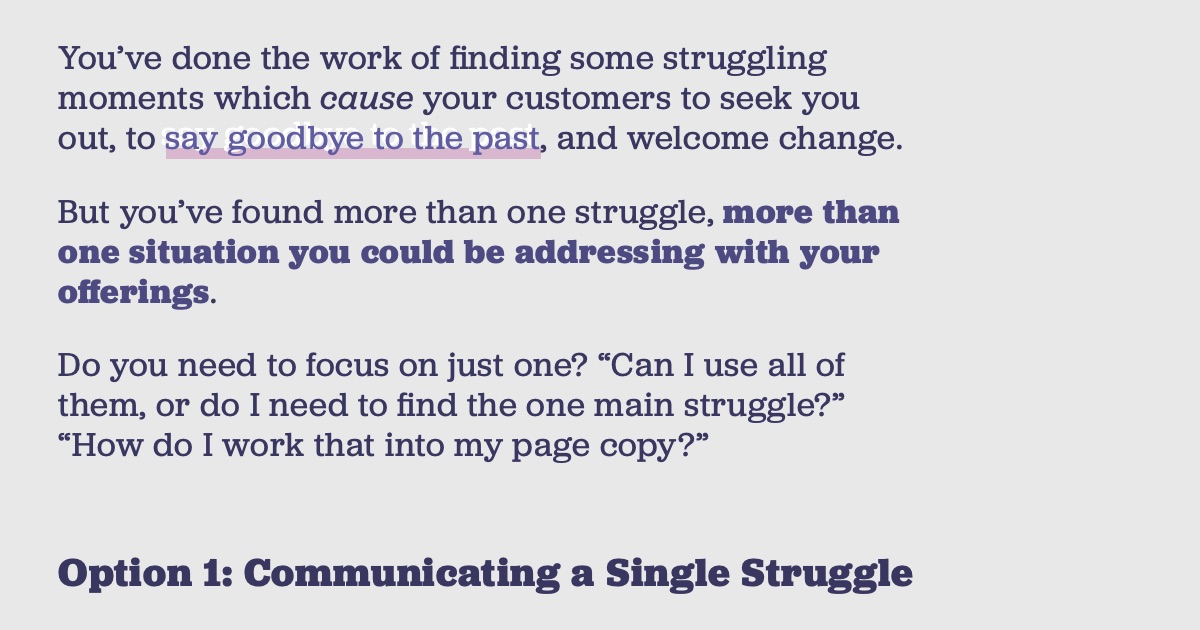 You’ve done the work of finding some struggling
moments which cause your customers to seek you
out, to say goodbye to the past, and welcome change.
But you’ve found more than one struggle, more than
one situation you could be addressing with your
offerings.
Do you need to focus on just one? “Can I use all of
them, or do I need to find the one main struggle?”
“How do I work that into my page copy?”
Option 1: Communicating a Single Struggle